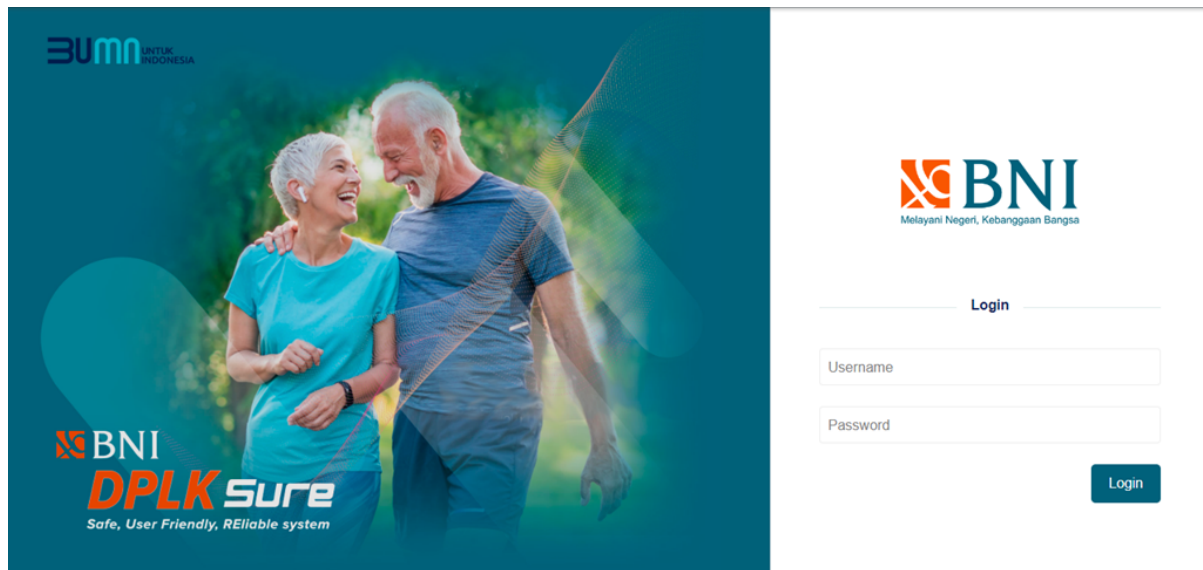 BUMN UNTUK
INDONESIA
BNI
DPLK Sure
Safe, User Friendly, REliable system
BNI
Melayani Negeri, Kebanggaan Bangsa
Login
Username
Password
Login